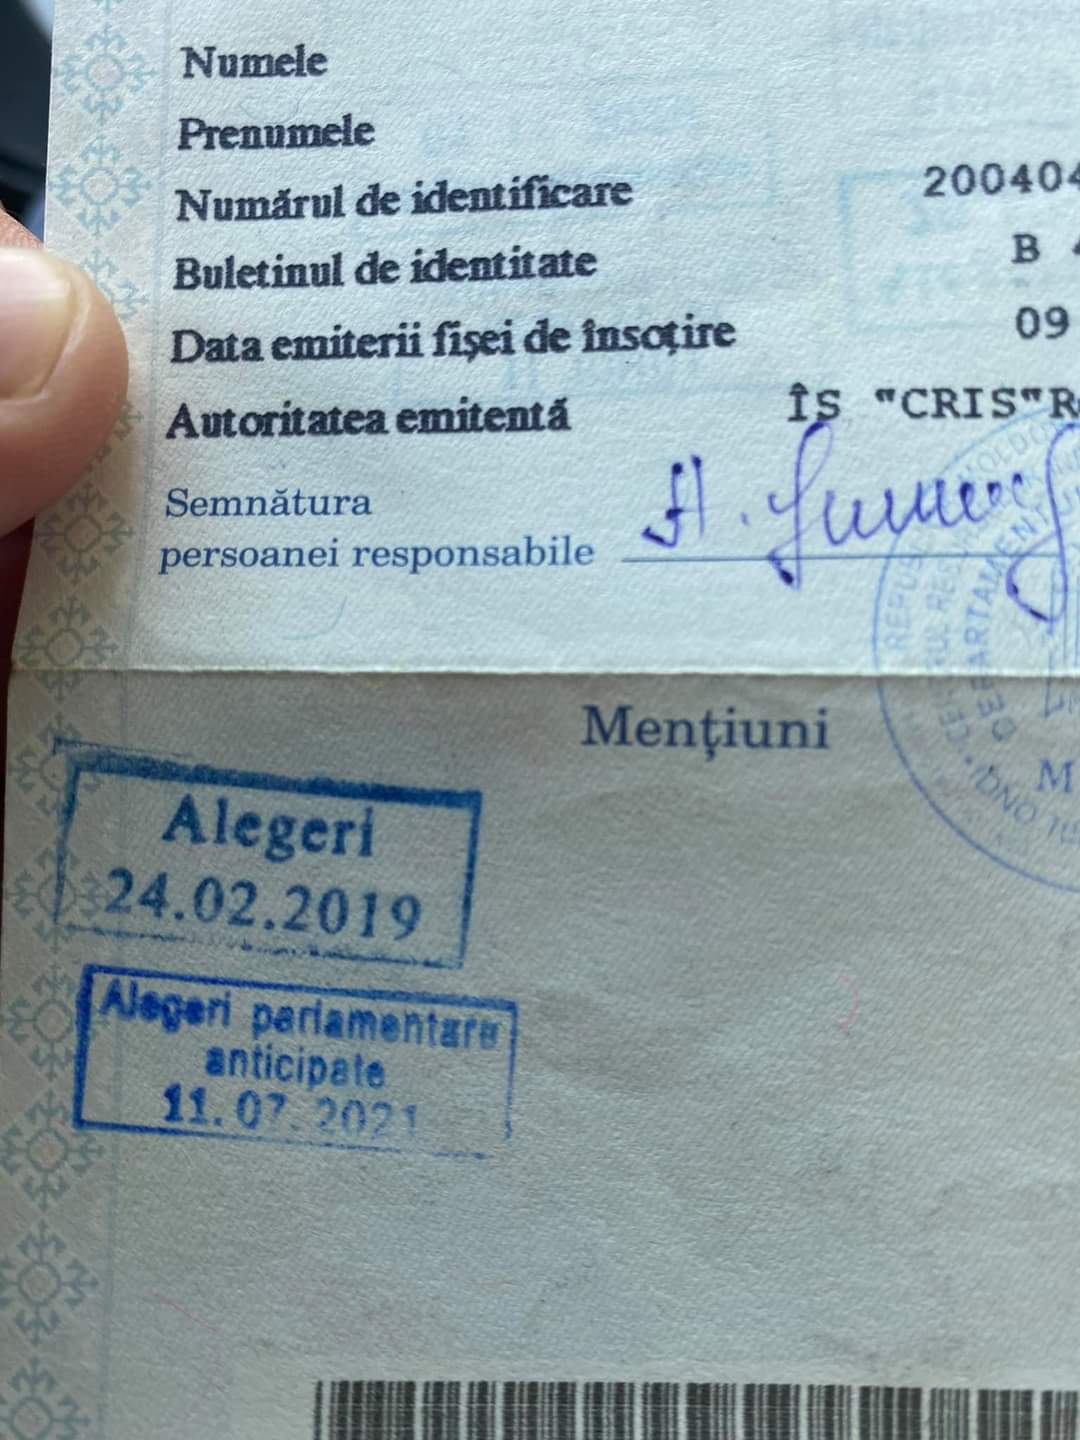 Numele
Prenumele
Numărul de identificare 200404
Buletinul de identitate B
Data emiterii fișei de însoțire 09
Autoritatea emitentă ÎS "CRIS"R
Semnătura
persoanei responsabile
Mențiuni
M
Alegeri
24.02.2019
Alegeri parlamentare
anticipate
11.07.2021